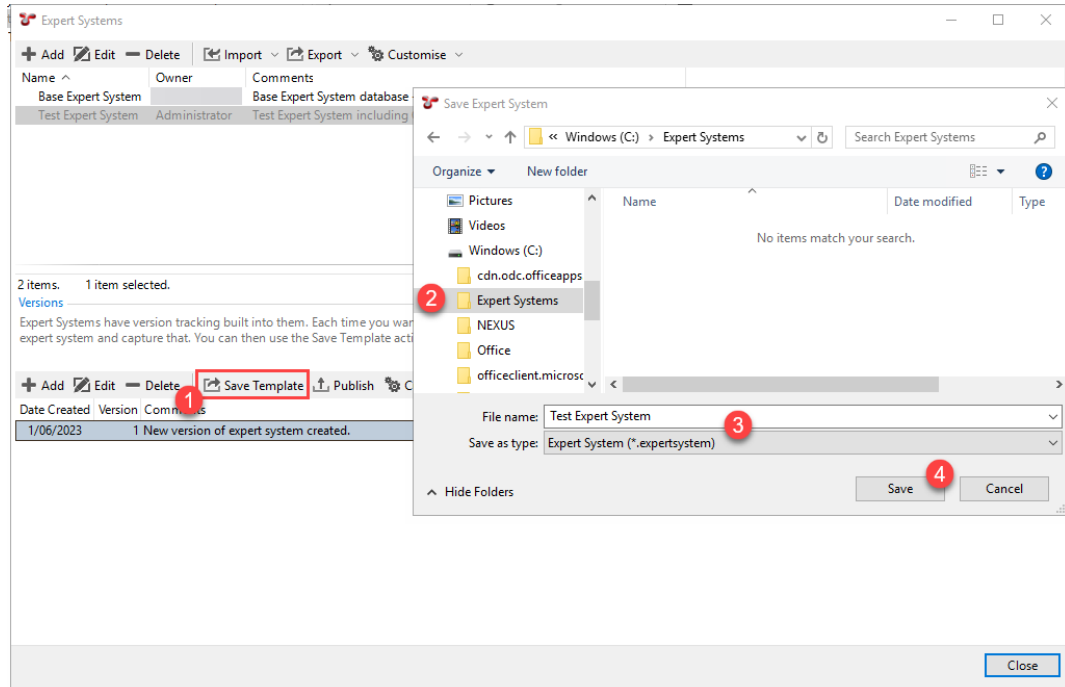 Expert Systems
Add Edit Delete Import Export Customise
Name Owner Comments
Base Expert System Base Expert System database
Test Expert System Administrator Test Expert System including
2 items. 1 item selected.
Versions
Expert Systems have version tracking built into them. Each time you
expert system and capture that. You can then use the Save Template
Add Edit Delete Save Template Publish
1
Date Created Version Comments
1/06/2023 1 New version of expert system created.
Save Expert System
« Windows (C:) > Expert Systems Search Expert Systems
Organize New folder ?
Pictures
Videos
Windows (C:)
cdn.odc.officeapps
2 Expert Systems
NEXUS
Office
officeclient.microsc
Name Date modified Type
No items match your search.
File name: Test Expert System
3
Save as type: Expert System (*.expertsystem)
Hide Folders
4
Save Cancel
Close